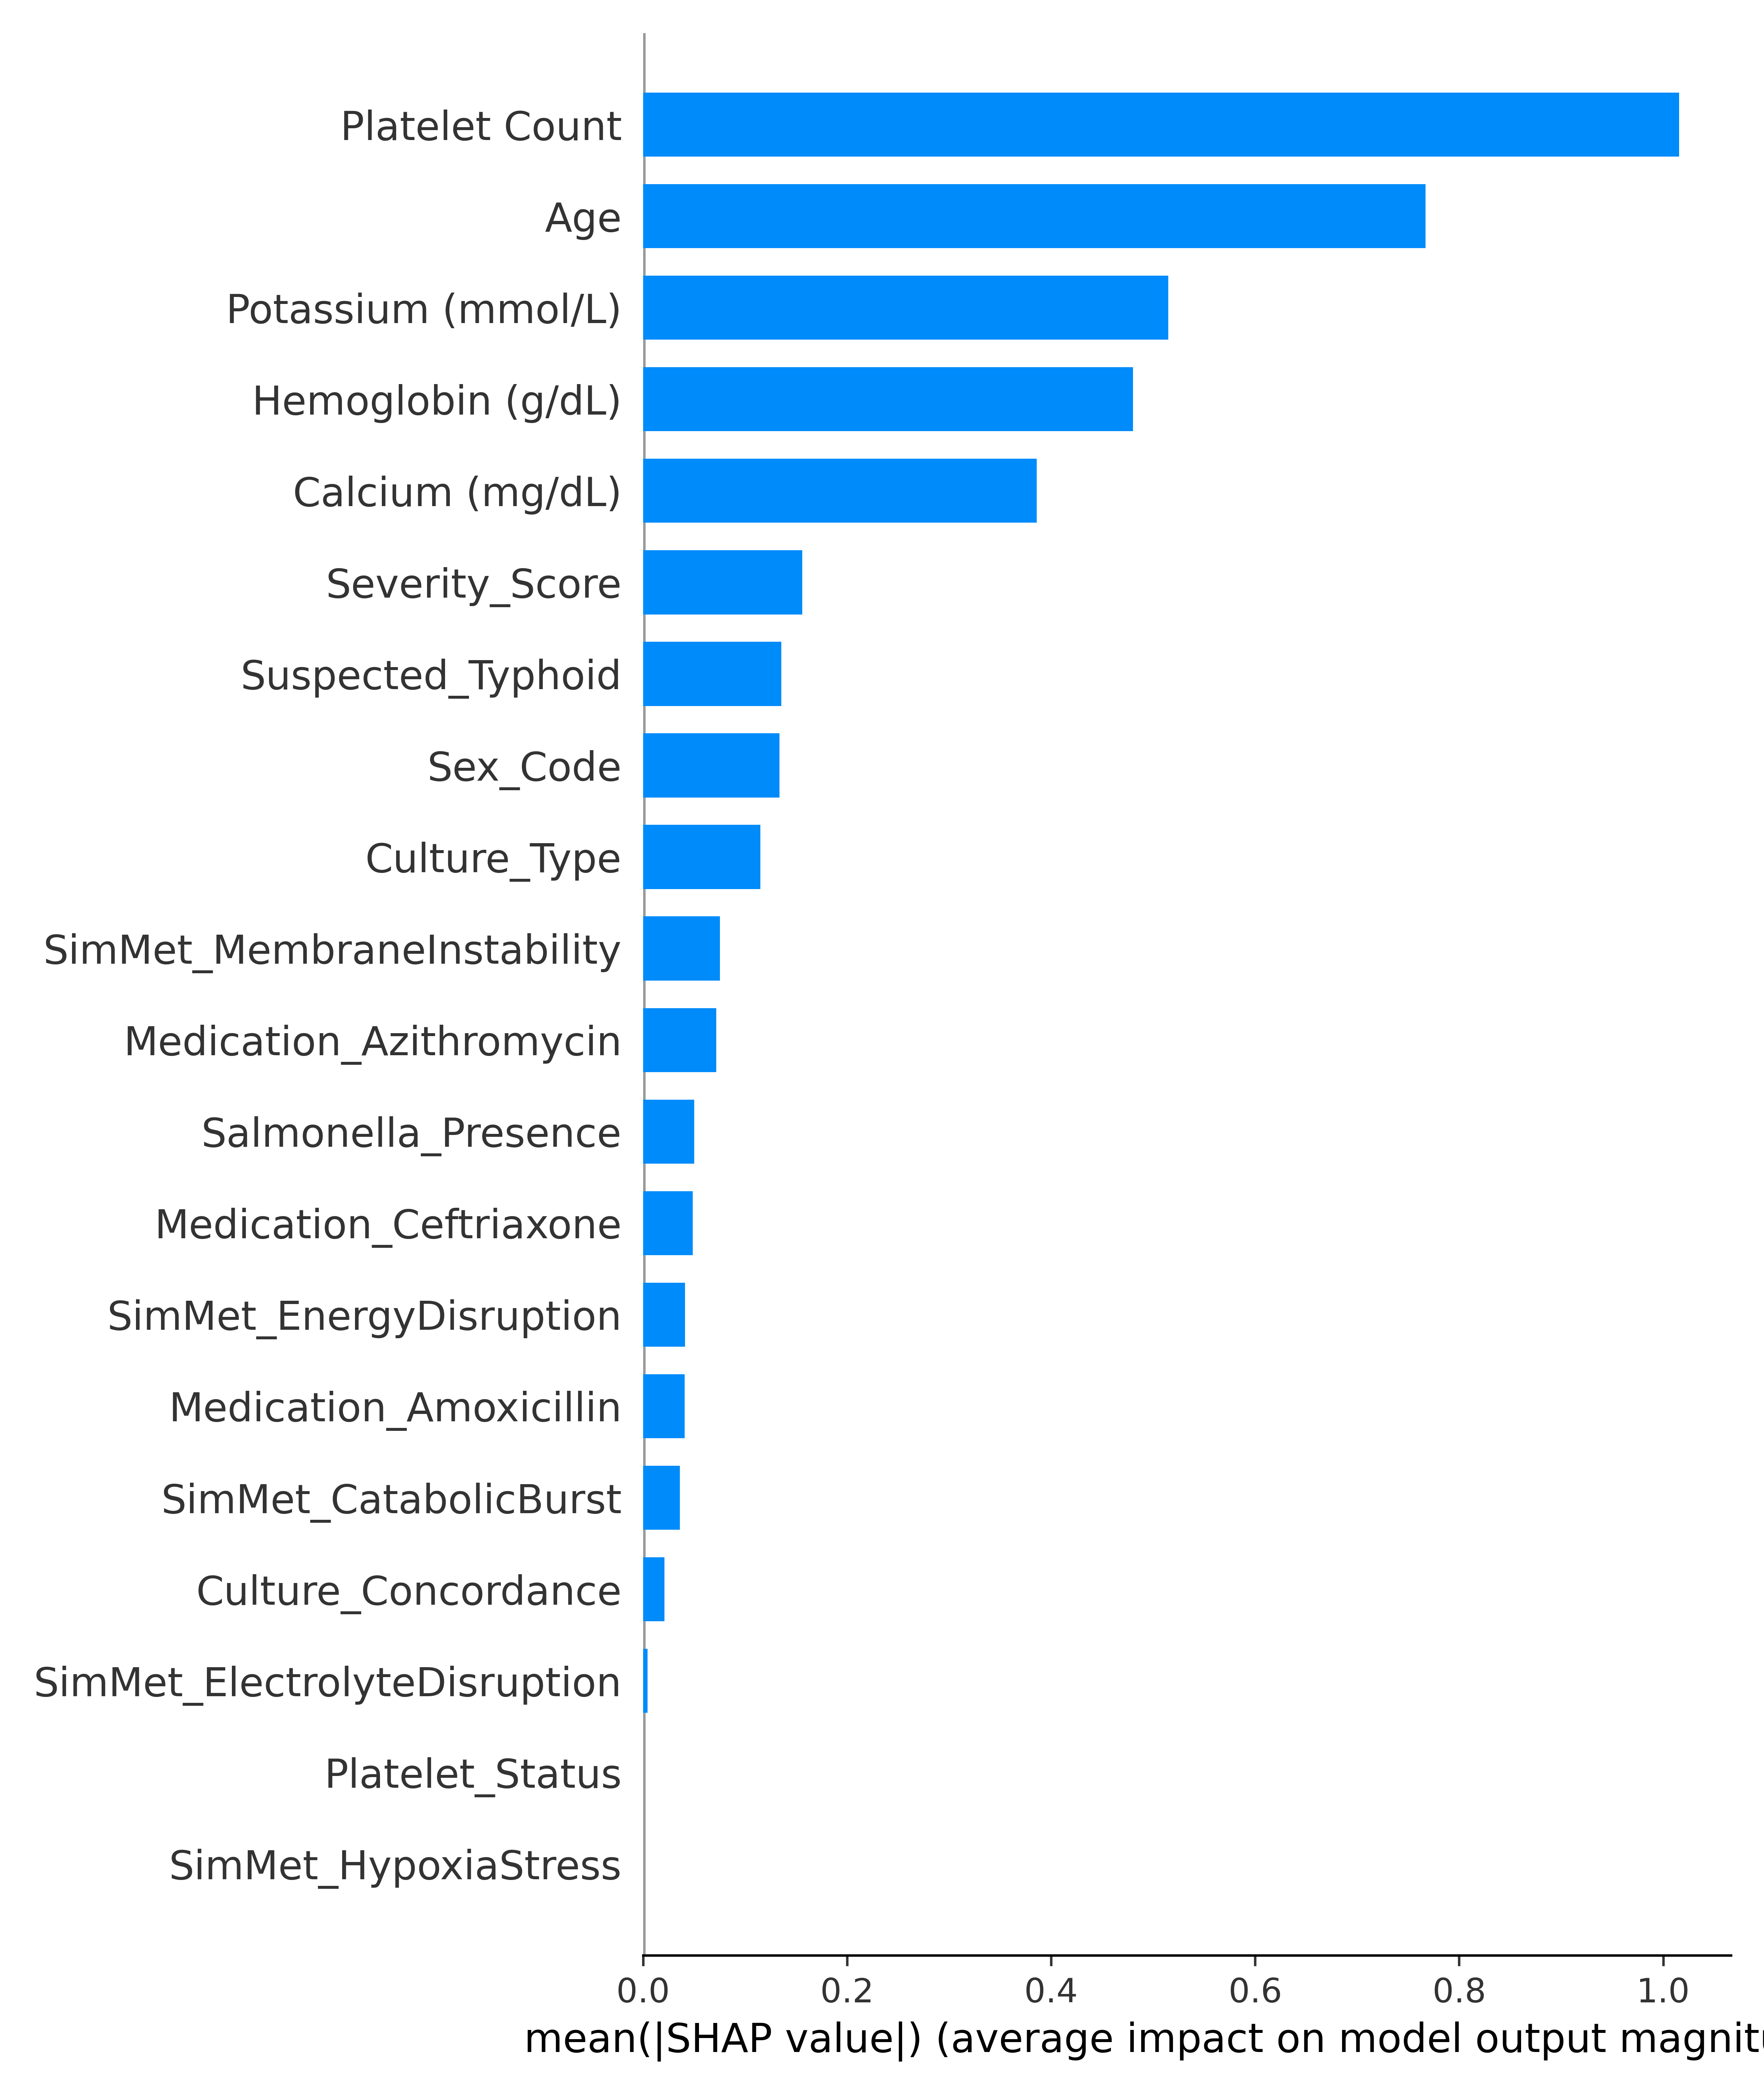 Platelet Count
Age
Potassium (mmol/L)
Hemoglobin (g/dL)
Calcium (mg/dL)
Severity_Score
Suspected_Typhoid
Sex_Code
Culture_Type
SimMet_MembraneInstability
Medication_Azithromycin
Salmonella_Presence
Medication_Ceftriaxone
SimMet_EnergyDisruption
Medication_Amoxicillin
SimMet_CatabolicBurst
Culture_Concordance
SimMet_ElectrolyteDisruption
Platelet_Status
SimMet_HypoxiaStress
0.0 0.2 0.4 0.6 0.8 1.0
mean(|SHAP value|) (average impact on model output